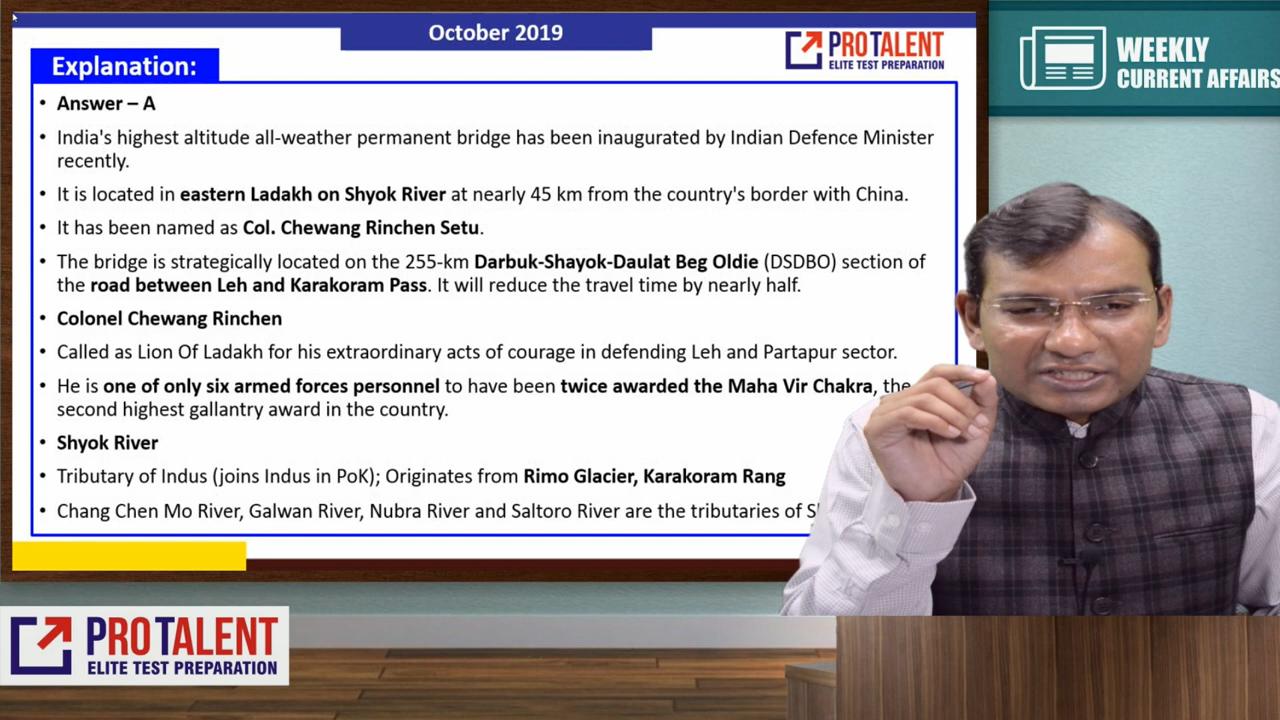 October 2019
PRO TALENT
ELITE TEST PREPARATION
WEEKLY
CURRENT AFFAIRS
Explanation:
• Answer – A
• India's highest altitude all-weather permanent bridge has been inaugurated by Indian Defence Minister
recently.
• It is located in eastern Ladakh on Shyok River at nearly 45 km from the country's border with China.
• It has been named as Col. Chewang Rinchen Setu.
• The bridge is strategically located on the 255-km Darbuk-Shayok-Daulat Beg Oldie (DSDBO) section of
the road between Leh and Karakoram Pass. It will reduce the travel time by nearly half.
• Colonel Chewang Rinchen
• Called as Lion Of Ladakh for his extraordinary acts of courage in defending Leh and Partapur sector.
• He is one of only six armed forces personnel to have been twice awarded the Maha Vir Chakra, the
second highest gallantry award in the country.
• Shyok River
• Tributary of Indus (joins Indus in PoK); Originates from Rimo Glacier, Karakoram Rang
• Chang Chen Mo River, Galwan River, Nubra River and Saltoro River are the tributaries of
PRO TALENT
ELITE TEST PREPARATION